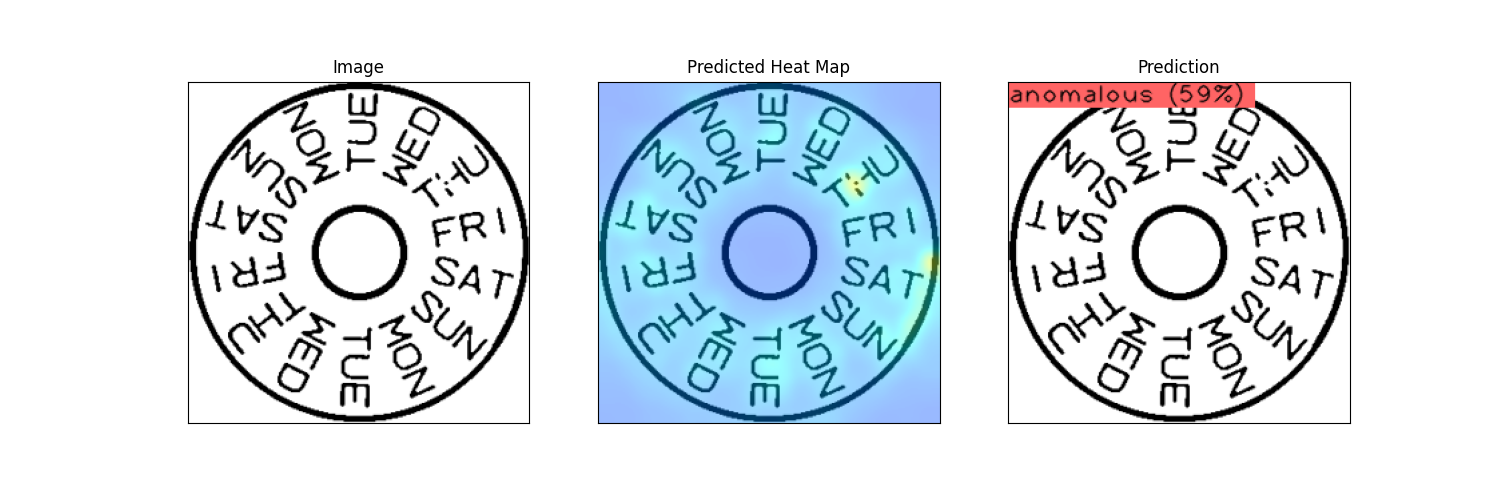 Image
Predicted Heat Map
Prediction
TUE
WED
THU
FRI
SAT
SUN
MON
TUE
WED
THU
FRI
SAT
SUN
MON
TUE
WED
THU
FRI
SAT
SUN
MON
TUE
WED
THU
FRI
SAT
SUN
MON
anomalous (59%)
TUE
WED
THU
FRI
SAT
SUN
MON
TUE
WED
THU
FRI
SAT
SUN
MON